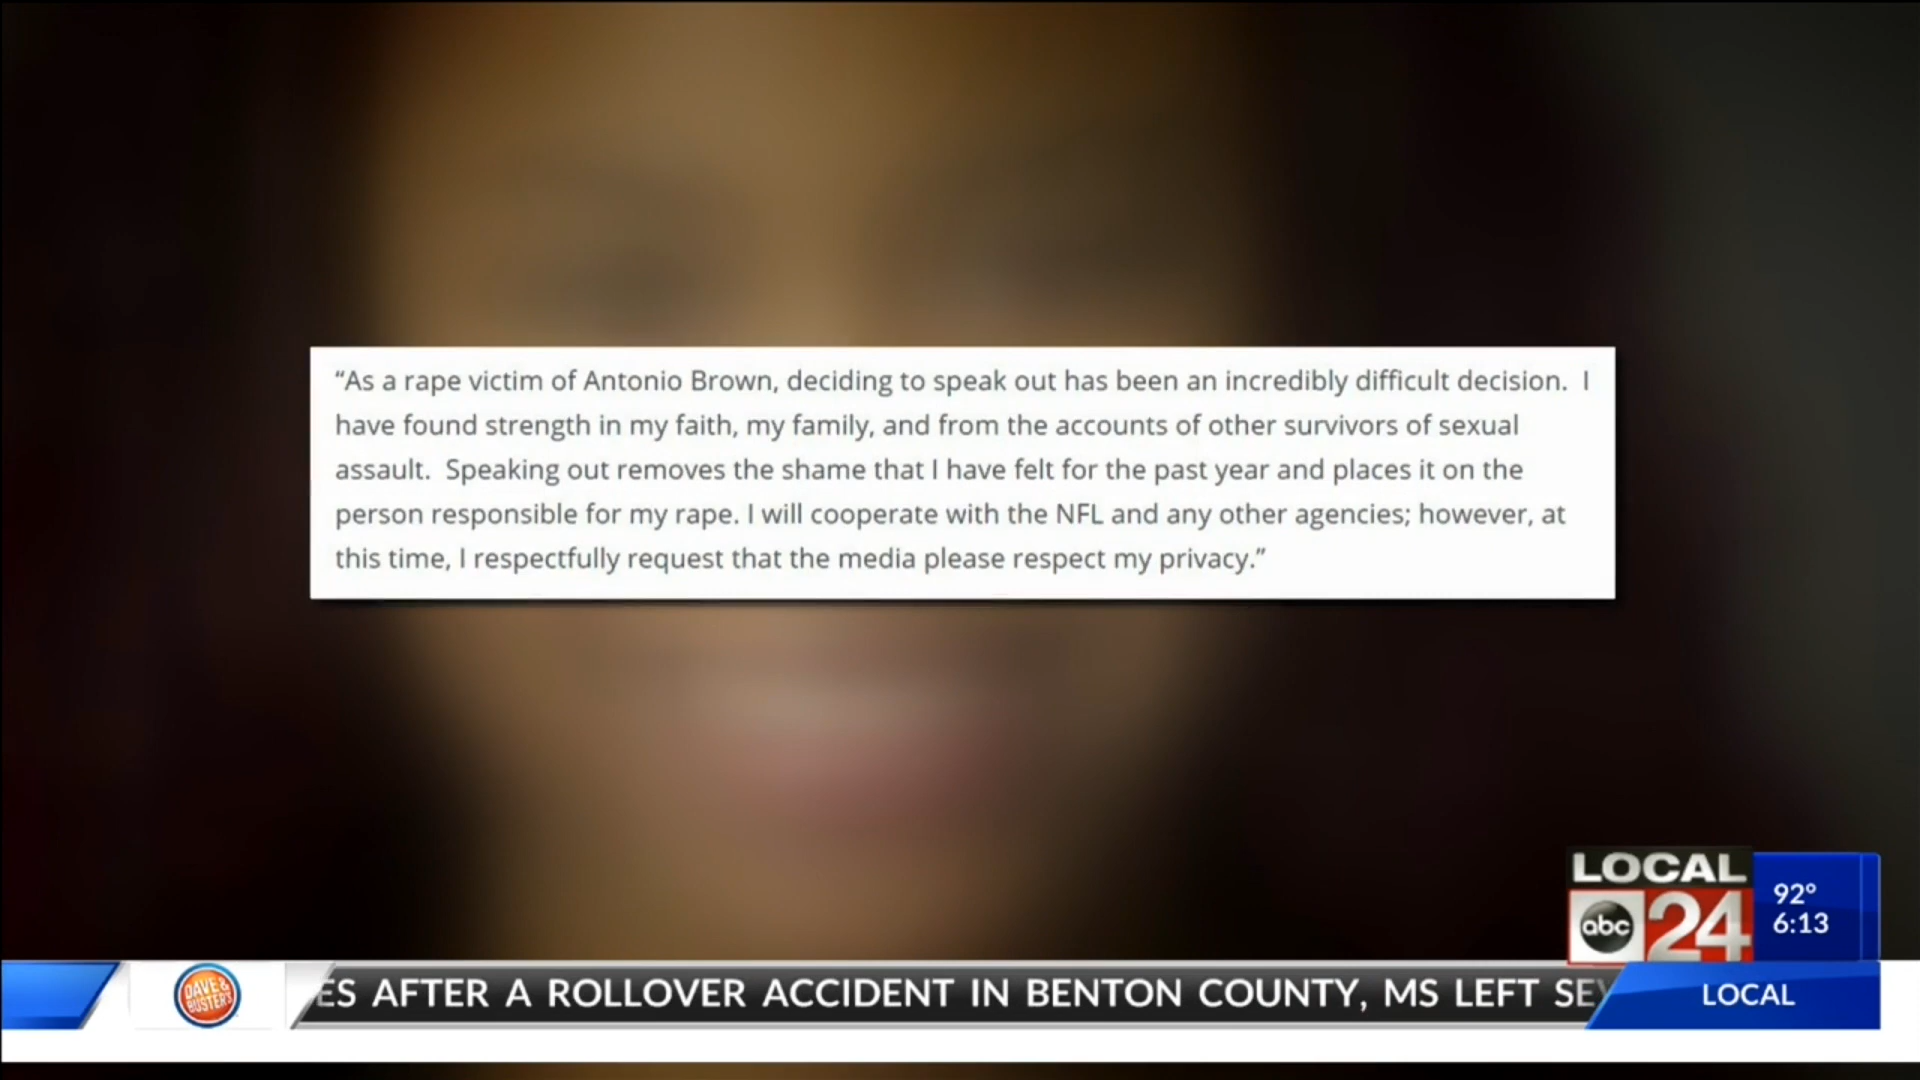 “As a rape victim of Antonio Brown, deciding to speak out has been an incredibly difficult decision.  I
have found strength in my faith, my family, and from the accounts of other survivors of sexual
assault.  Speaking out removes the shame that I have felt for the past year and places it on the
person responsible for my rape. I will cooperate with the NFL and any other agencies; however, at
this time, I respectfully request that the media please respect my privacy.”
LOCAL
abc 24
92°
6:13
DAVE &
BUSTER'S
ES AFTER A ROLLOVER ACCIDENT IN BENTON COUNTY, MS LEFT SEV
LOCAL